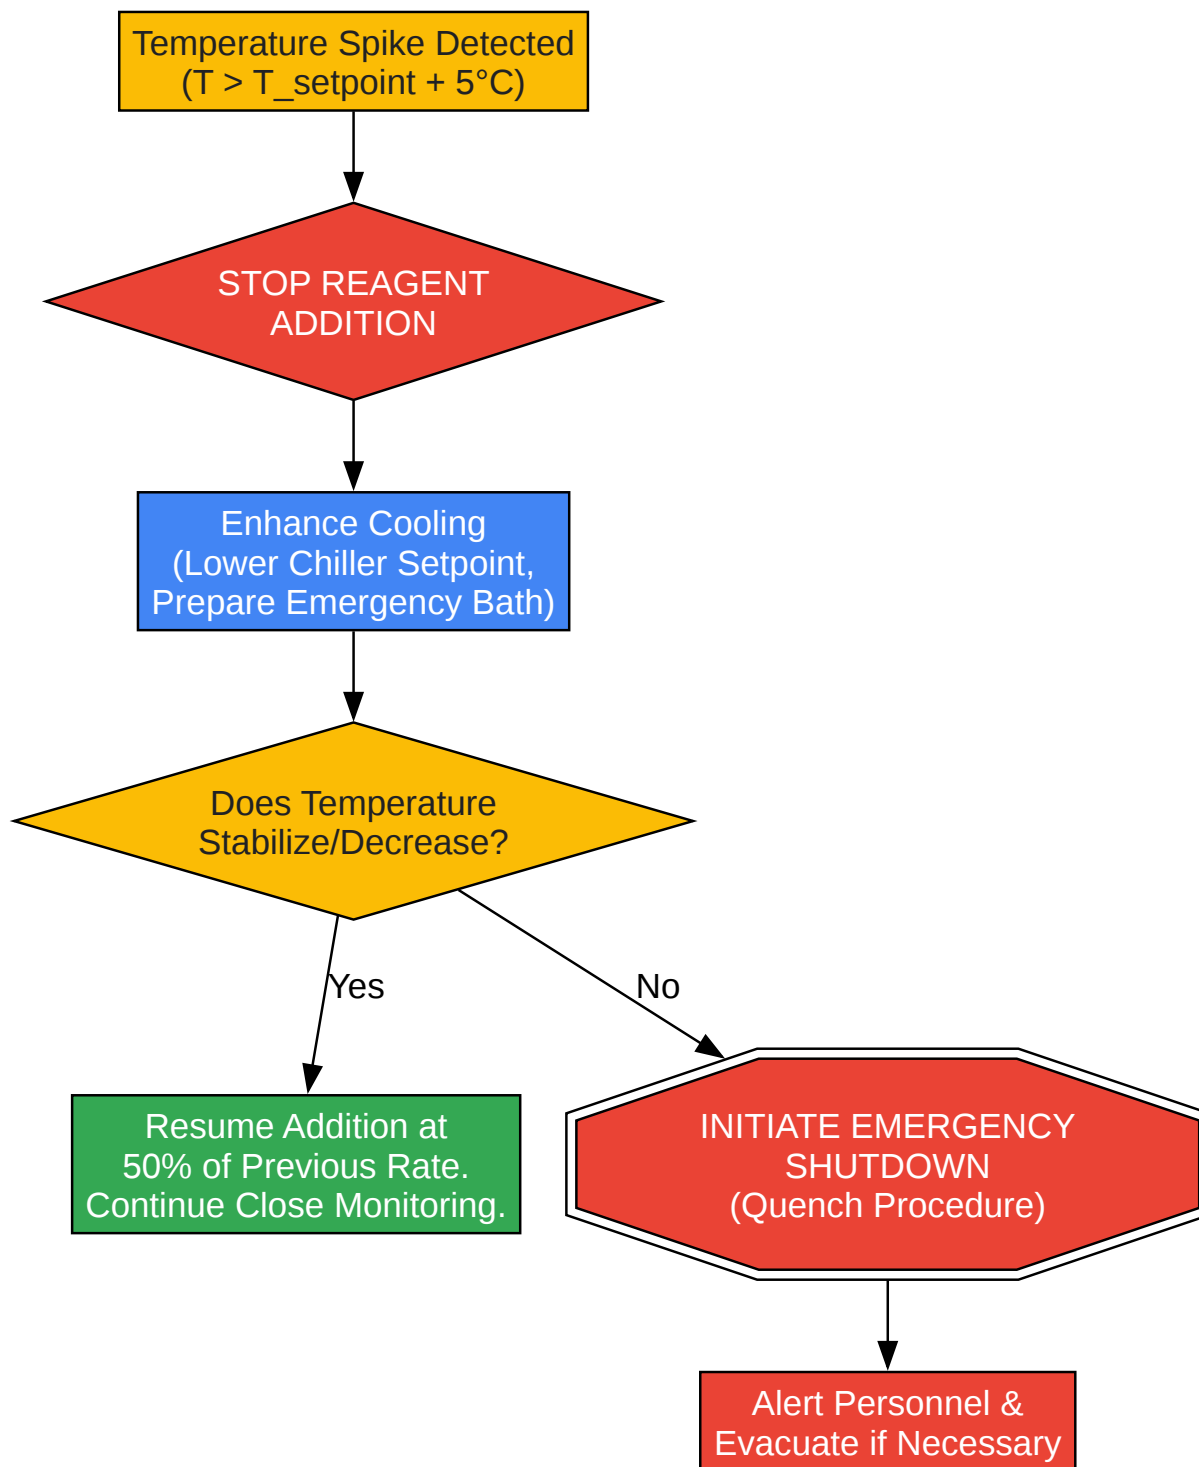 Temperature Spike Detected
(T > T_setpoint + 5°C)
STOP REAGENT
ADDITION
Enhance Cooling
(Lower Chiller Setpoint,
Prepare Emergency Bath)
Does Temperature
Stabilize/Decrease?
Yes
No
Resume Addition at
50% of Previous Rate.
Continue Close Monitoring.
INITIATE EMERGENCY
SHUTDOWN
(Quench Procedure)
Alert Personnel &
Evacuate if Necessary